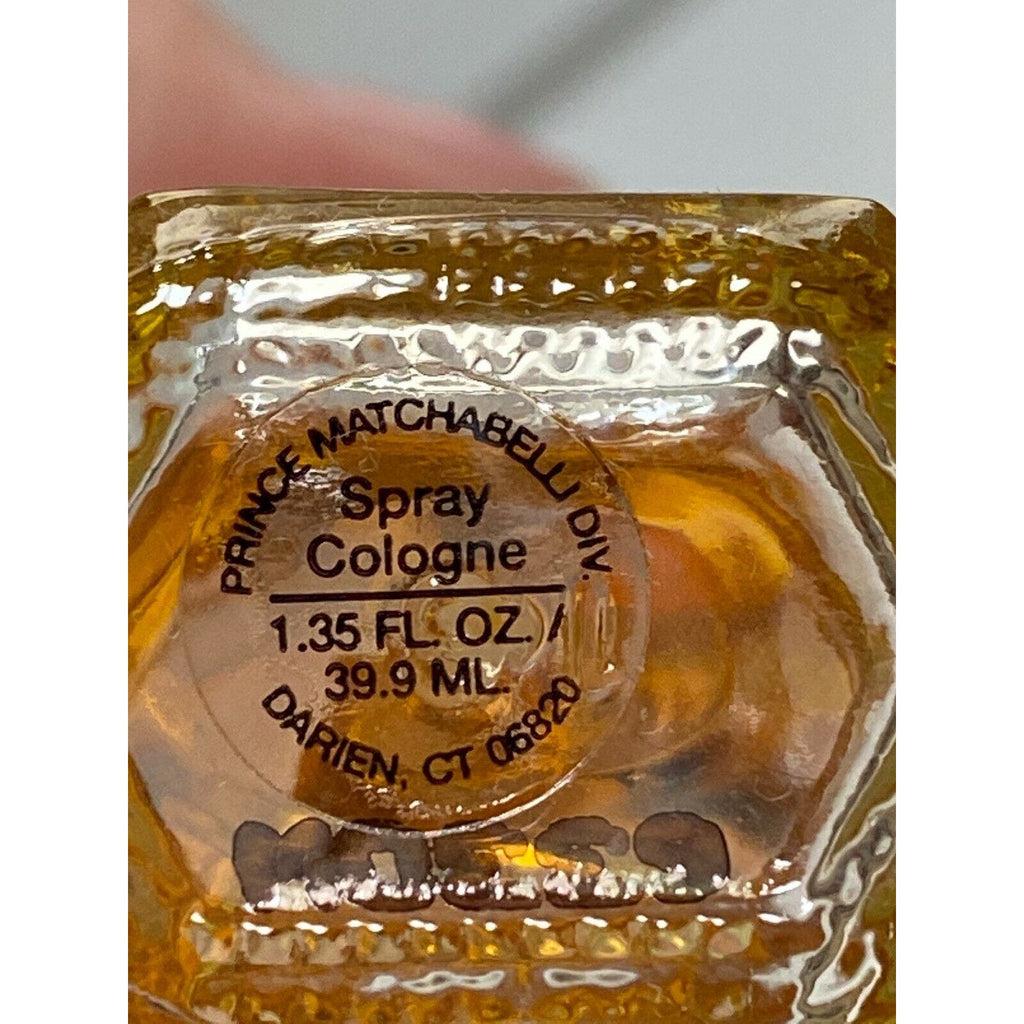 PRINCE MATCHABELLI DIV.
Spray
Cologne
1.35 FL. OZ. /
39.9 ML.
DARIEN, CT 06820